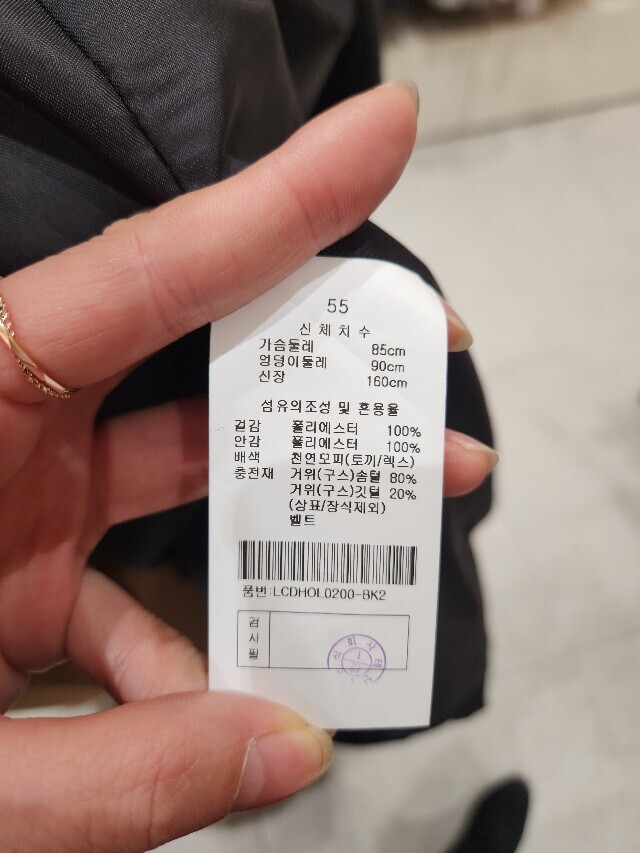 55
신체치수
가슴둘레 85cm
엉덩이둘레 90cm
신장 160cm
섬유의조성 및 혼용율
겉감 폴리에스터 100%
안감 폴리에스터 100%
배색 천연모피(토끼/렉스)
충전재 거위(구스)솜털 80%
거위(구스)깃털 20%
(상표/장식제외)
벨트
품번:LCDHOL0200-BK2
검
사
필